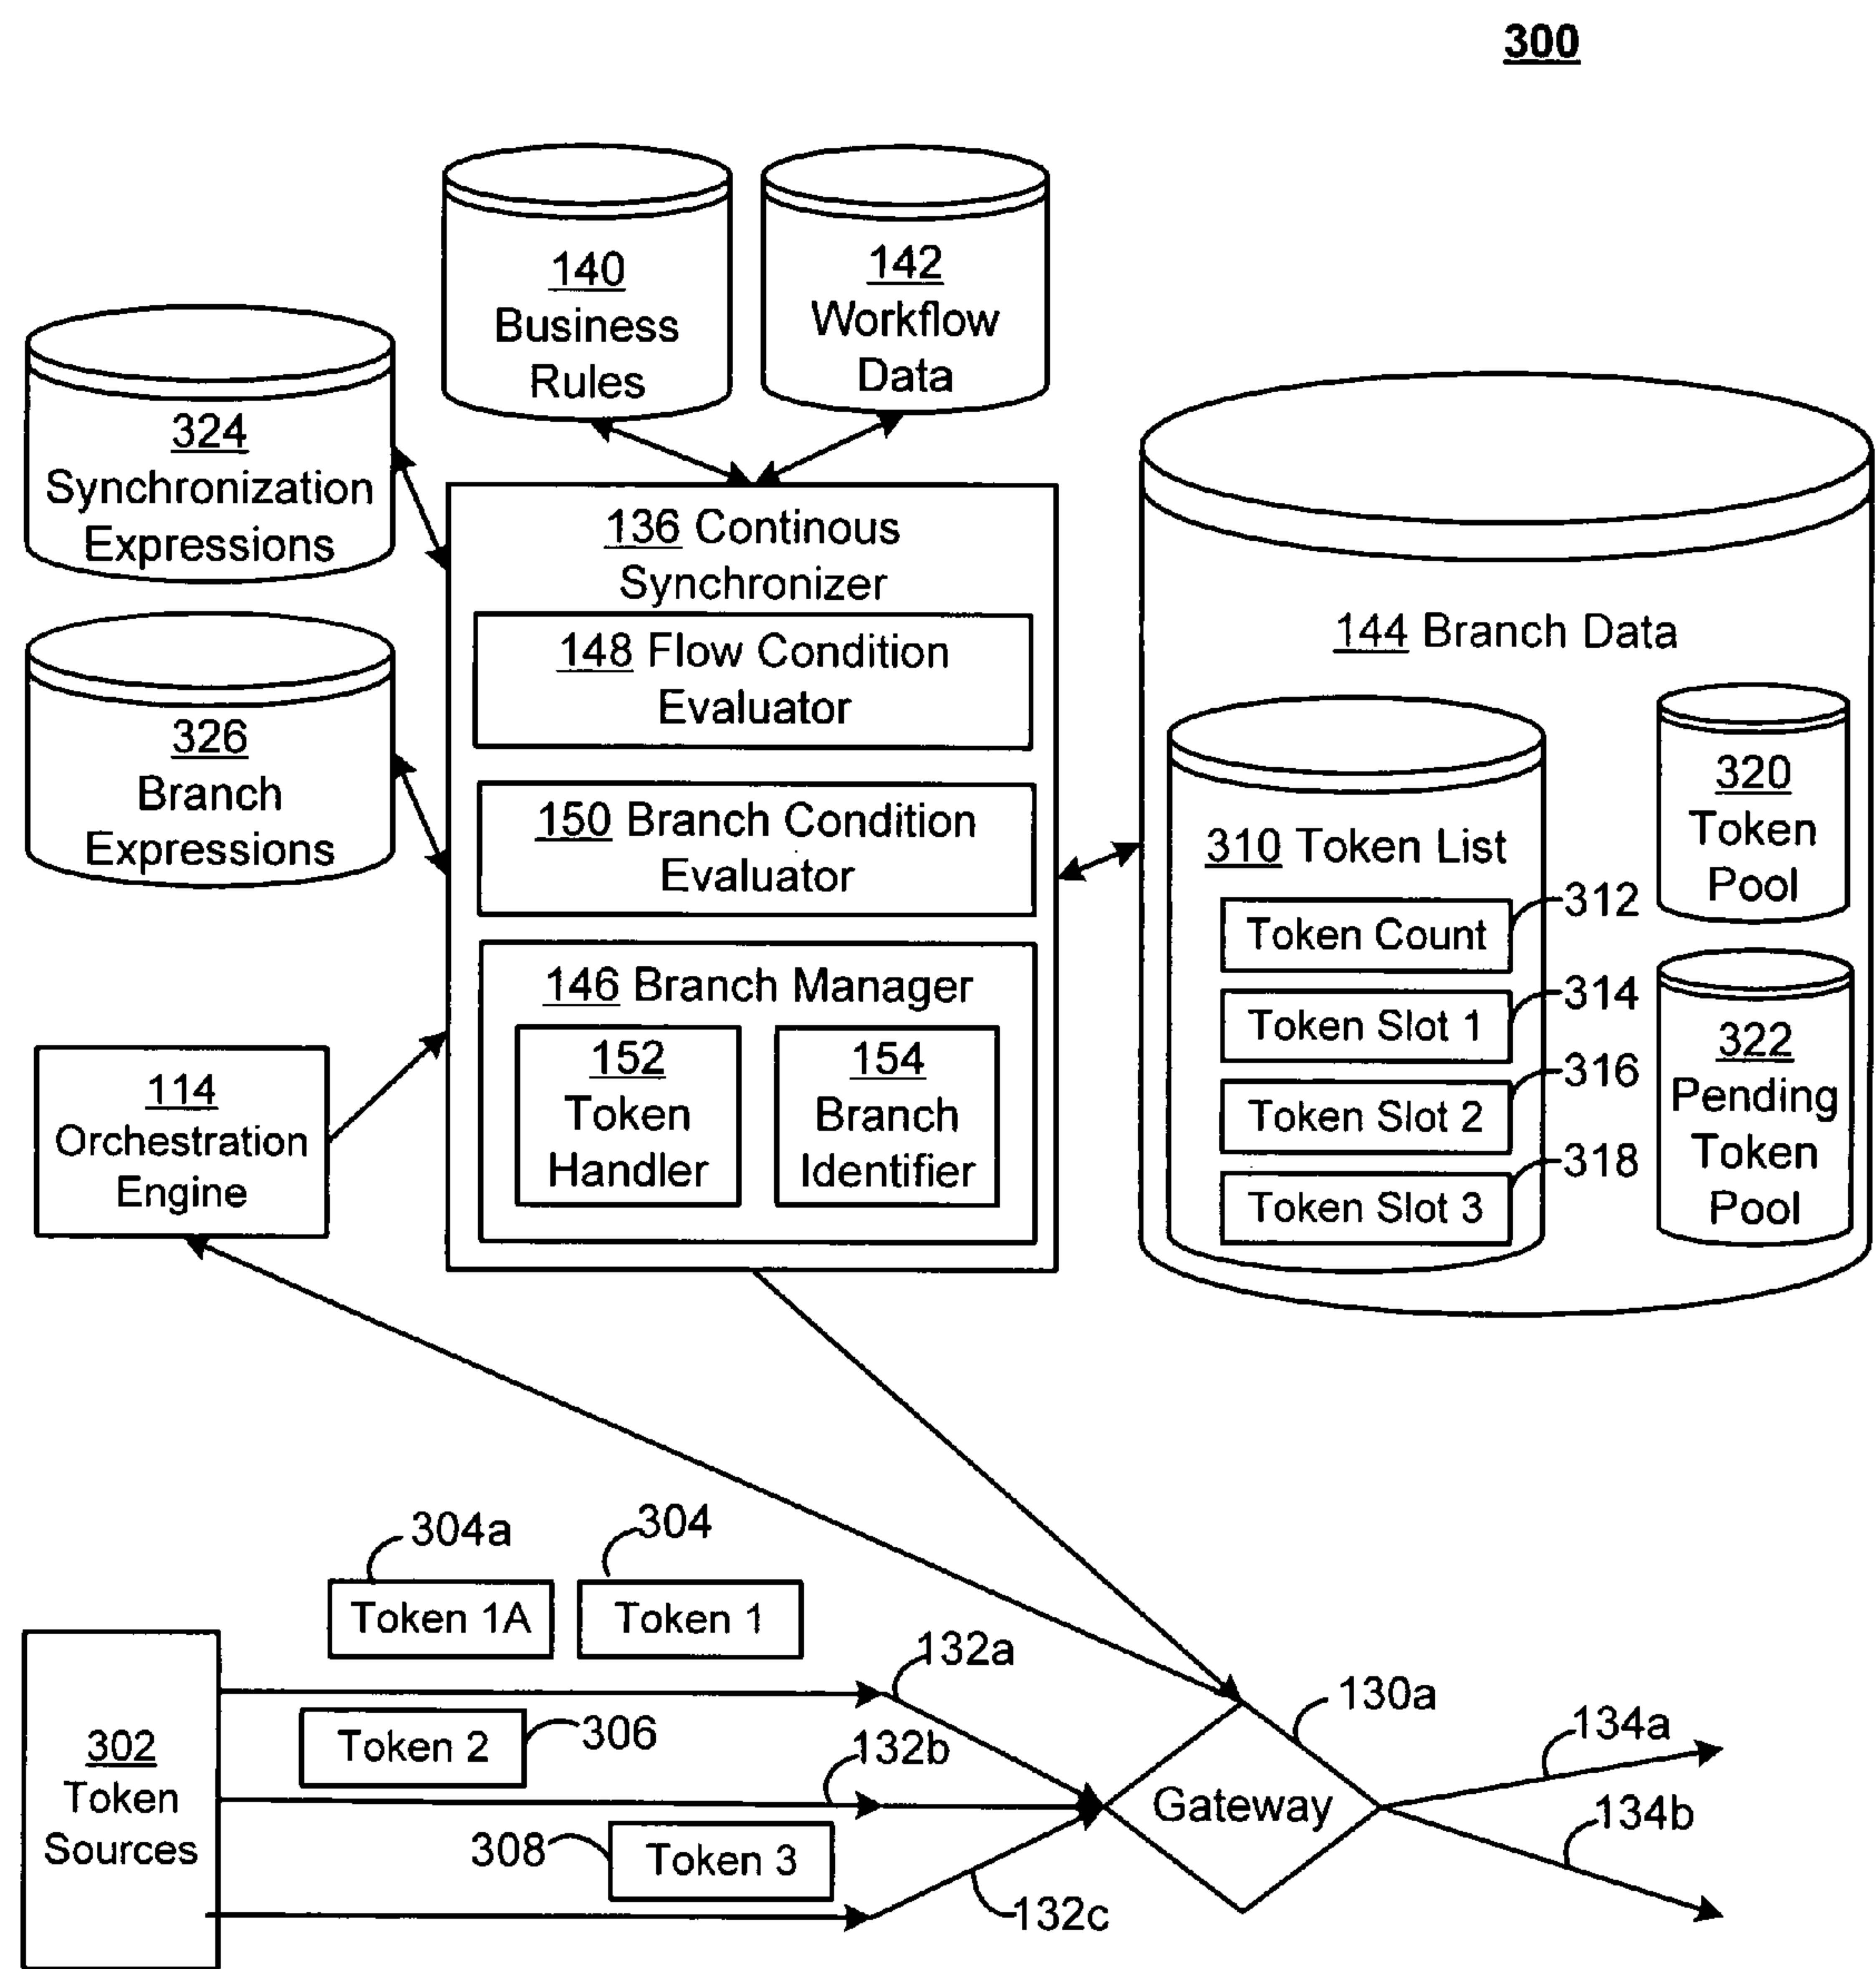 300
140
Business
Rules
142
Workflow
Data
324
Synchronization
Expressions
326
Branch
Expressions
136 Continous
Synchronizer
148 Flow Condition
Evaluator
150 Branch Condition
Evaluator
146 Branch Manager
152
Token
Handler
154
Branch
Identifier
114
Orchestration
Engine
144 Branch Data
310 Token List
Token Count
312
Token Slot 1
314
Token Slot 2
316
Token Slot 3
318
320
Token
Pool
322
Pending
Token
Pool
304a
304
Token 1A
Token 1
132a
130a
302
Token
Sources
Token 2
306
132b
308
Token 3
132c
Gateway
134a
134b